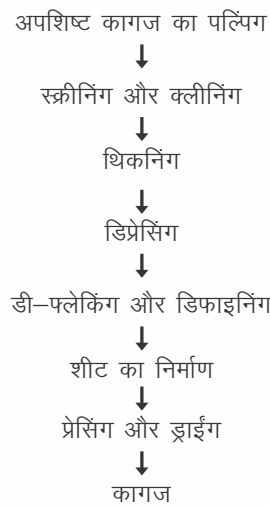 अपशिष्ट कागज का पल्पिंग
स्क्रीनिंग और क्लीनिंग
थिकनिंग
डिप्रेसिंग
डी–फ्लेकिंग और डिफाइनिंग
शीट का निर्माण
प्रेसिंग और ड्राईंग
कागज